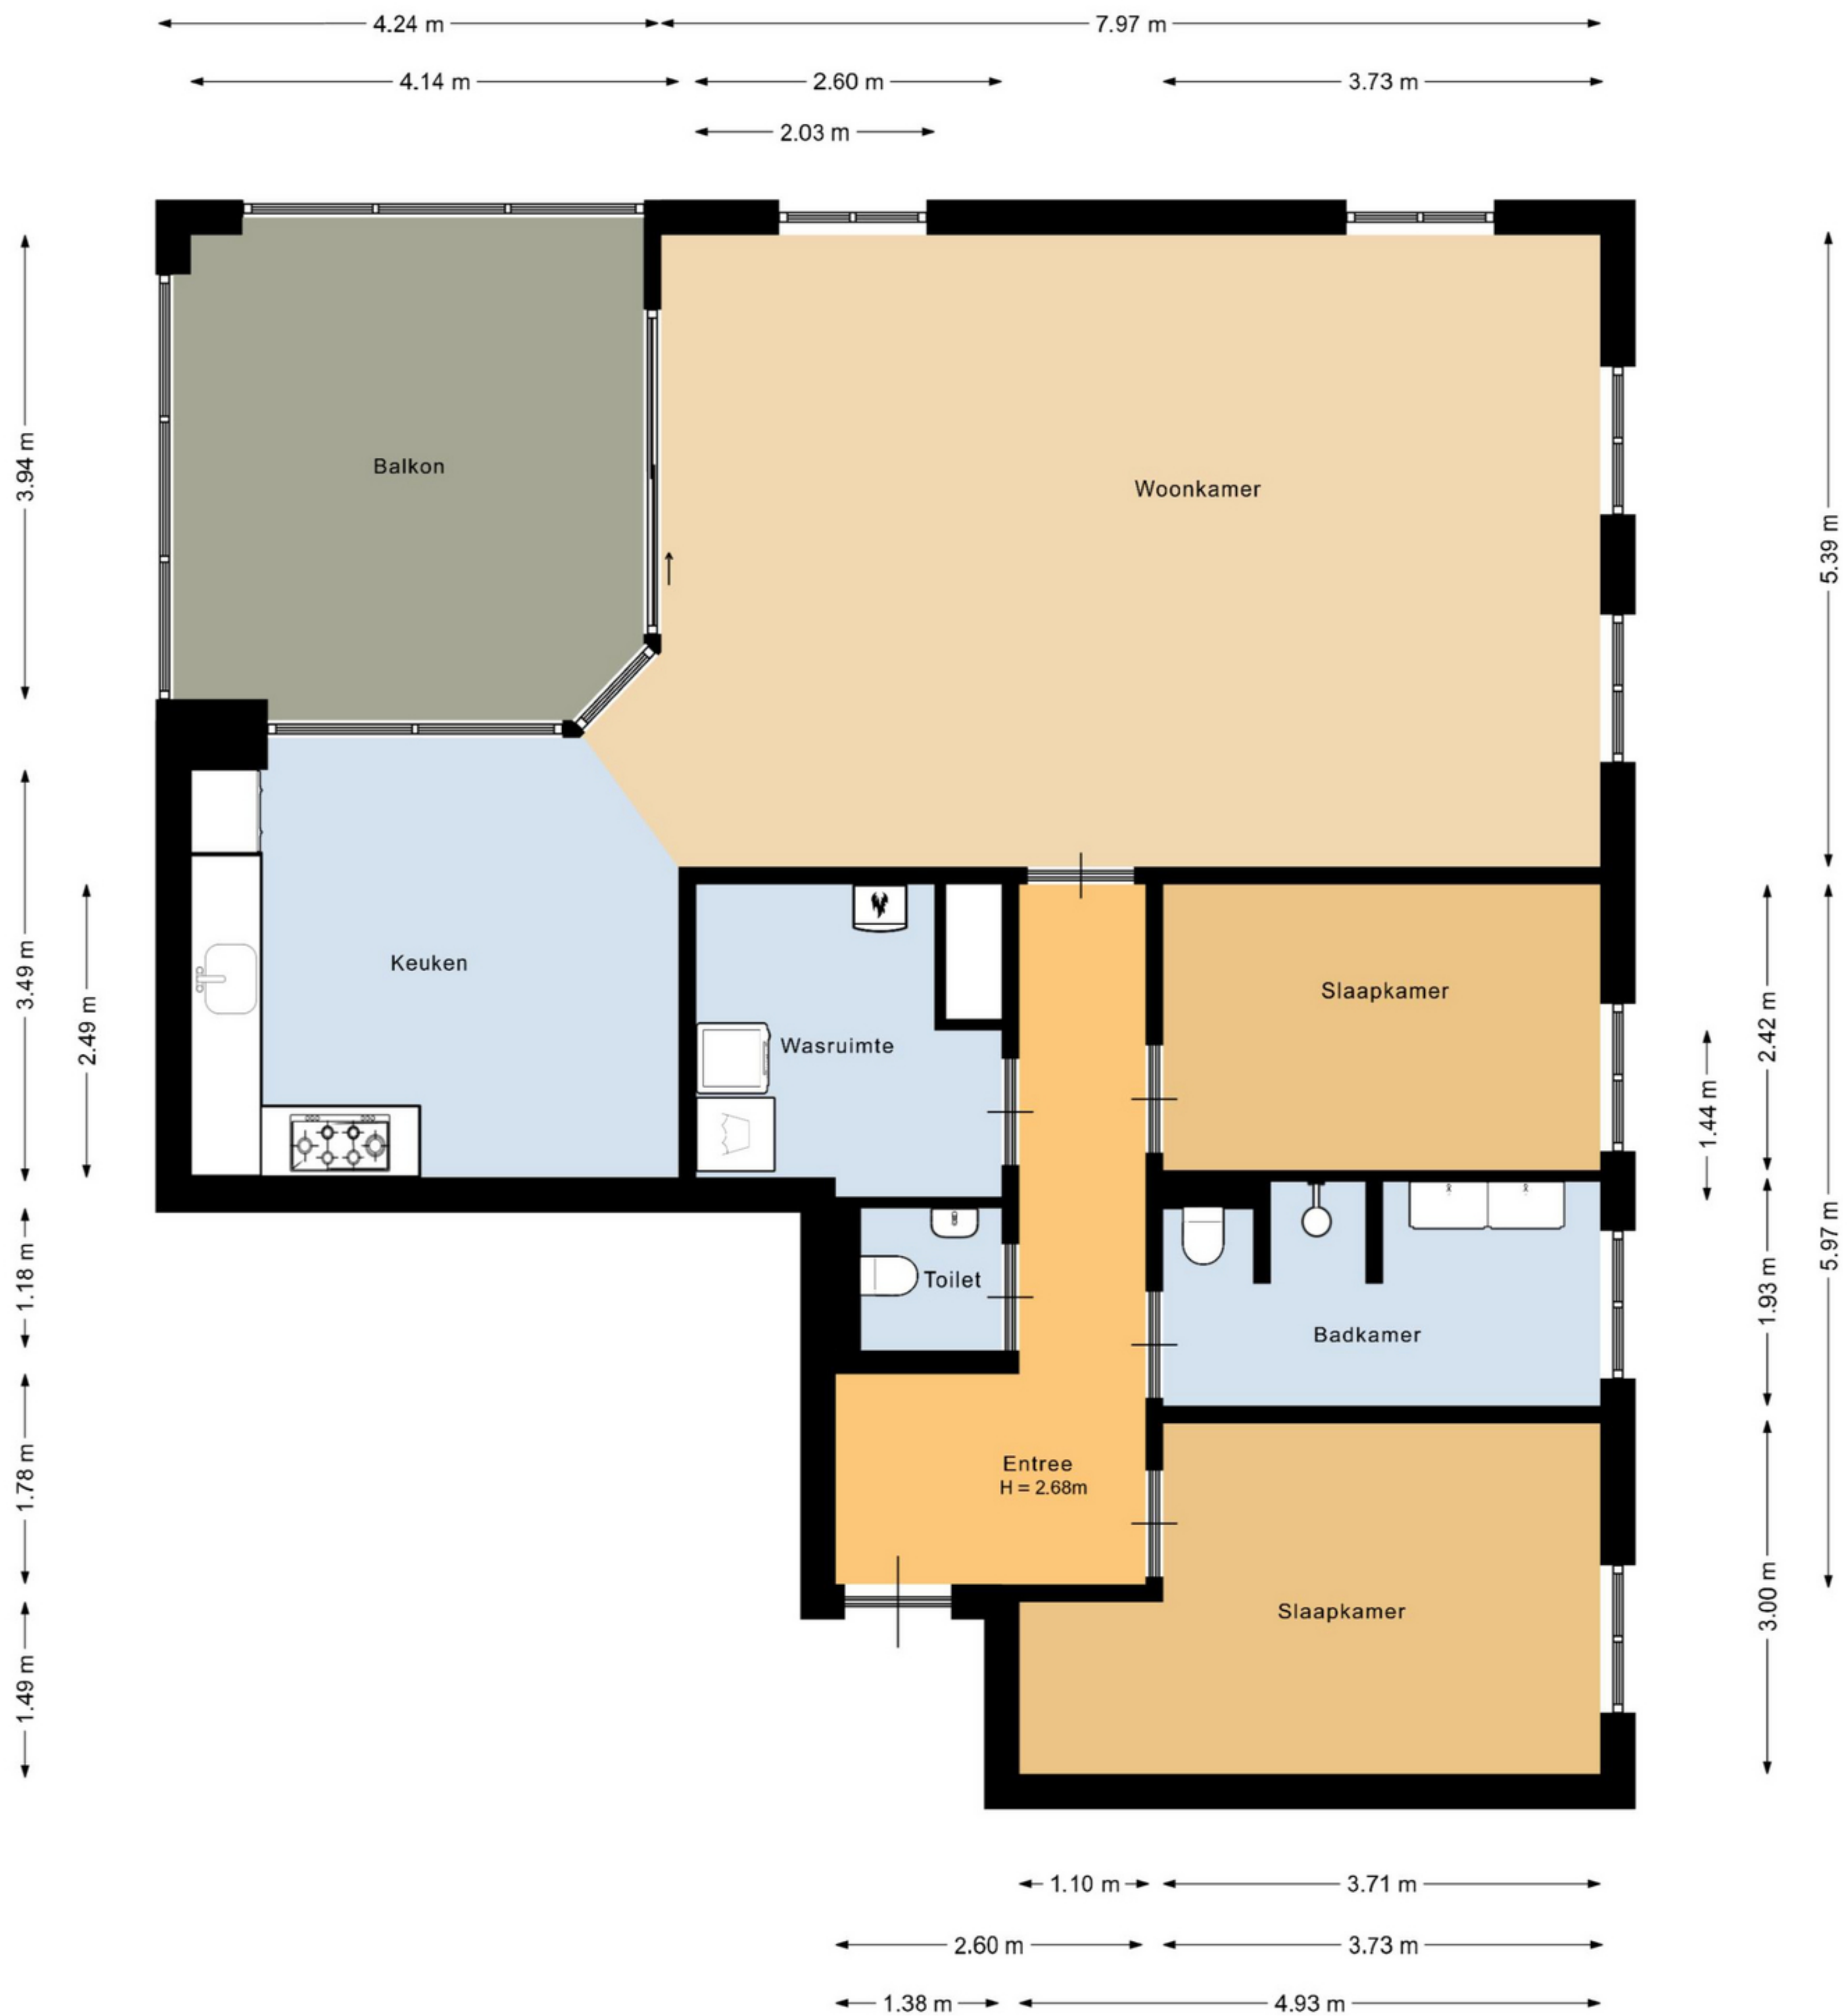 4.24 m
7.97 m
4.14 m
2.60 m
3.73 m
2.03 m
Balkon
Woonkamer
3.94 m
5.39 m
Keuken
Wasruimte
Slaapkamer
3.49 m
2.49 m
2.42 m
1.44 m
Toilet
Badkamer
1.18 m
1.93 m
5.97 m
Entree
H = 2.68m
1.78 m
Slaapkamer
3.00 m
1.49 m
1.10 m
3.71 m
2.60 m
3.73 m
1.38 m
4.93 m